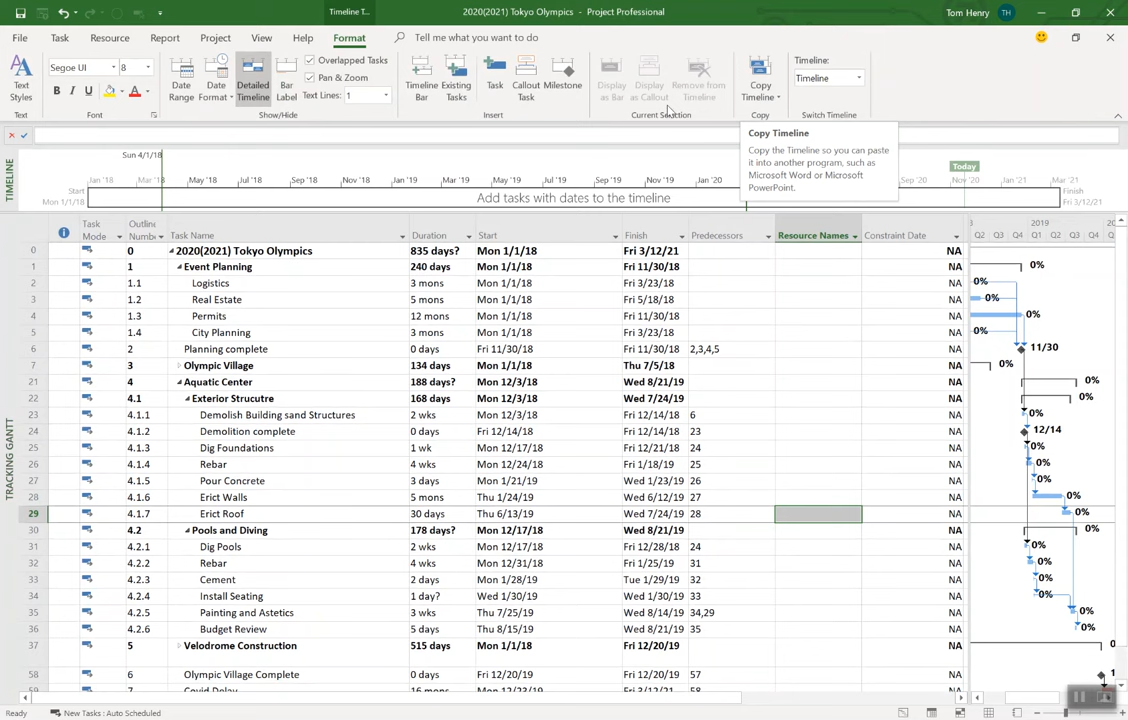 Timeline T...
2020(2021) Tokyo Olympics - Project Professional
Tom Henry TH
File Task Resource Report Project View Help Format Tell me what you want to do
Text Styles
Segoe UI 8
B I U A
Date Range
Date Format
Detailed Timeline
Bar Label
Overlapped Tasks
Pan & Zoom
Text Lines: 1
Timeline Bar
Existing Tasks
Task
Callout Task
Milestone
Display as Bar
Display as Callout
Remove from Timeline
Copy Timeline
Timeline:
Timeline
Text Font Show/Hide Insert Current Selection Copy Switch Timeline
Copy Timeline
Copy the Timeline so you can paste
it into another program, such as
Microsoft Word or Microsoft
PowerPoint.
TIMELINE
Sun 4/1/18
Today
Jan '18 Mar '18 May '18 Jul '18 Sep '18 Nov '18 Jan '19 Mar '19 May '19 Jul '19 Sep '19 Nov '19 Jan '20 Sep '20 Nov '20 Jan '21 Mar '21
Start
Mon 1/1/18
Add tasks with dates to the timeline
Finish
Fri 3/12/21
TRACKING GANTT
Task Mode Outline Numbe Task Name Duration Start Finish Predecessors Resource Names Constraint Date
2019
Q2 Q3 Q4 Q1 Q2 Q3 Q4 Q1
0 0 2020(2021) Tokyo Olympics 835 days? Mon 1/1/18 Fri 3/12/21 NA
1 1 Event Planning 240 days Mon 1/1/18 Fri 11/30/18 NA 0%
2 1.1 Logistics 3 mons Mon 1/1/18 Fri 3/23/18 NA 0%
3 1.2 Real Estate 5 mons Mon 1/1/18 Fri 5/18/18 NA 0%
4 1.3 Permits 12 mons Mon 1/1/18 Fri 11/30/18 NA 0%
5 1.4 City Planning 3 mons Mon 1/1/18 Fri 3/23/18 NA 0%
6 2 Planning complete 0 days Fri 11/30/18 Fri 11/30/18 2,3,4,5 NA 11/30
7 3 Olympic Village 134 days Mon 1/1/18 Thu 7/5/18 NA 0%
21 4 Aquatic Center 188 days? Mon 12/3/18 Wed 8/21/19 NA 0%
22 4.1 Exterior Strucutre 168 days Mon 12/3/18 Wed 7/24/19 NA 0%
23 4.1.1 Demolish Building sand Structures 2 wks Mon 12/3/18 Fri 12/14/18 6 NA 0%
24 4.1.2 Demolition complete 0 days Fri 12/14/18 Fri 12/14/18 23 NA 12/14
25 4.1.3 Dig Foundations 1 wk Mon 12/17/18 Fri 12/21/18 24 NA 0%
26 4.1.4 Rebar 4 wks Mon 12/24/18 Fri 1/18/19 25 NA 0%
27 4.1.5 Pour Concrete 3 days Mon 1/21/19 Wed 1/23/19 26 NA 0%
28 4.1.6 Erict Walls 5 mons Thu 1/24/19 Wed 6/12/19 27 NA 0%
29 4.1.7 Erict Roof 30 days Thu 6/13/19 Wed 7/24/19 28 NA 0%
30 4.2 Pools and Diving 178 days? Mon 12/17/18 Wed 8/21/19 NA 0%
31 4.2.1 Dig Pools 2 wks Mon 12/17/18 Fri 12/28/18 24 NA 0%
32 4.2.2 Rebar 4 wks Mon 12/31/18 Fri 1/25/19 31 NA 0%
33 4.2.3 Cement 2 days Mon 1/28/19 Tue 1/29/19 32 NA 0%
34 4.2.4 Install Seating 1 day? Wed 1/30/19 Wed 1/30/19 33 NA 0%
35 4.2.5 Painting and Astetics 3 wks Thu 7/25/19 Wed 8/14/19 34,29 NA 0%
36 4.2.6 Budget Review 5 days Thu 8/15/19 Wed 8/21/19 35 NA 0%
37 5 Velodrome Construction 515 days Mon 1/1/18 Fri 12/20/19 NA
58 6 Olympic Village Complete 0 days Fri 12/20/19 Fri 12/20/19 57 NA
59 7 Covid Delay 16 mons Mon 12/23/19 Fri 3/12/21 58 NA
Ready New Tasks : Auto Scheduled